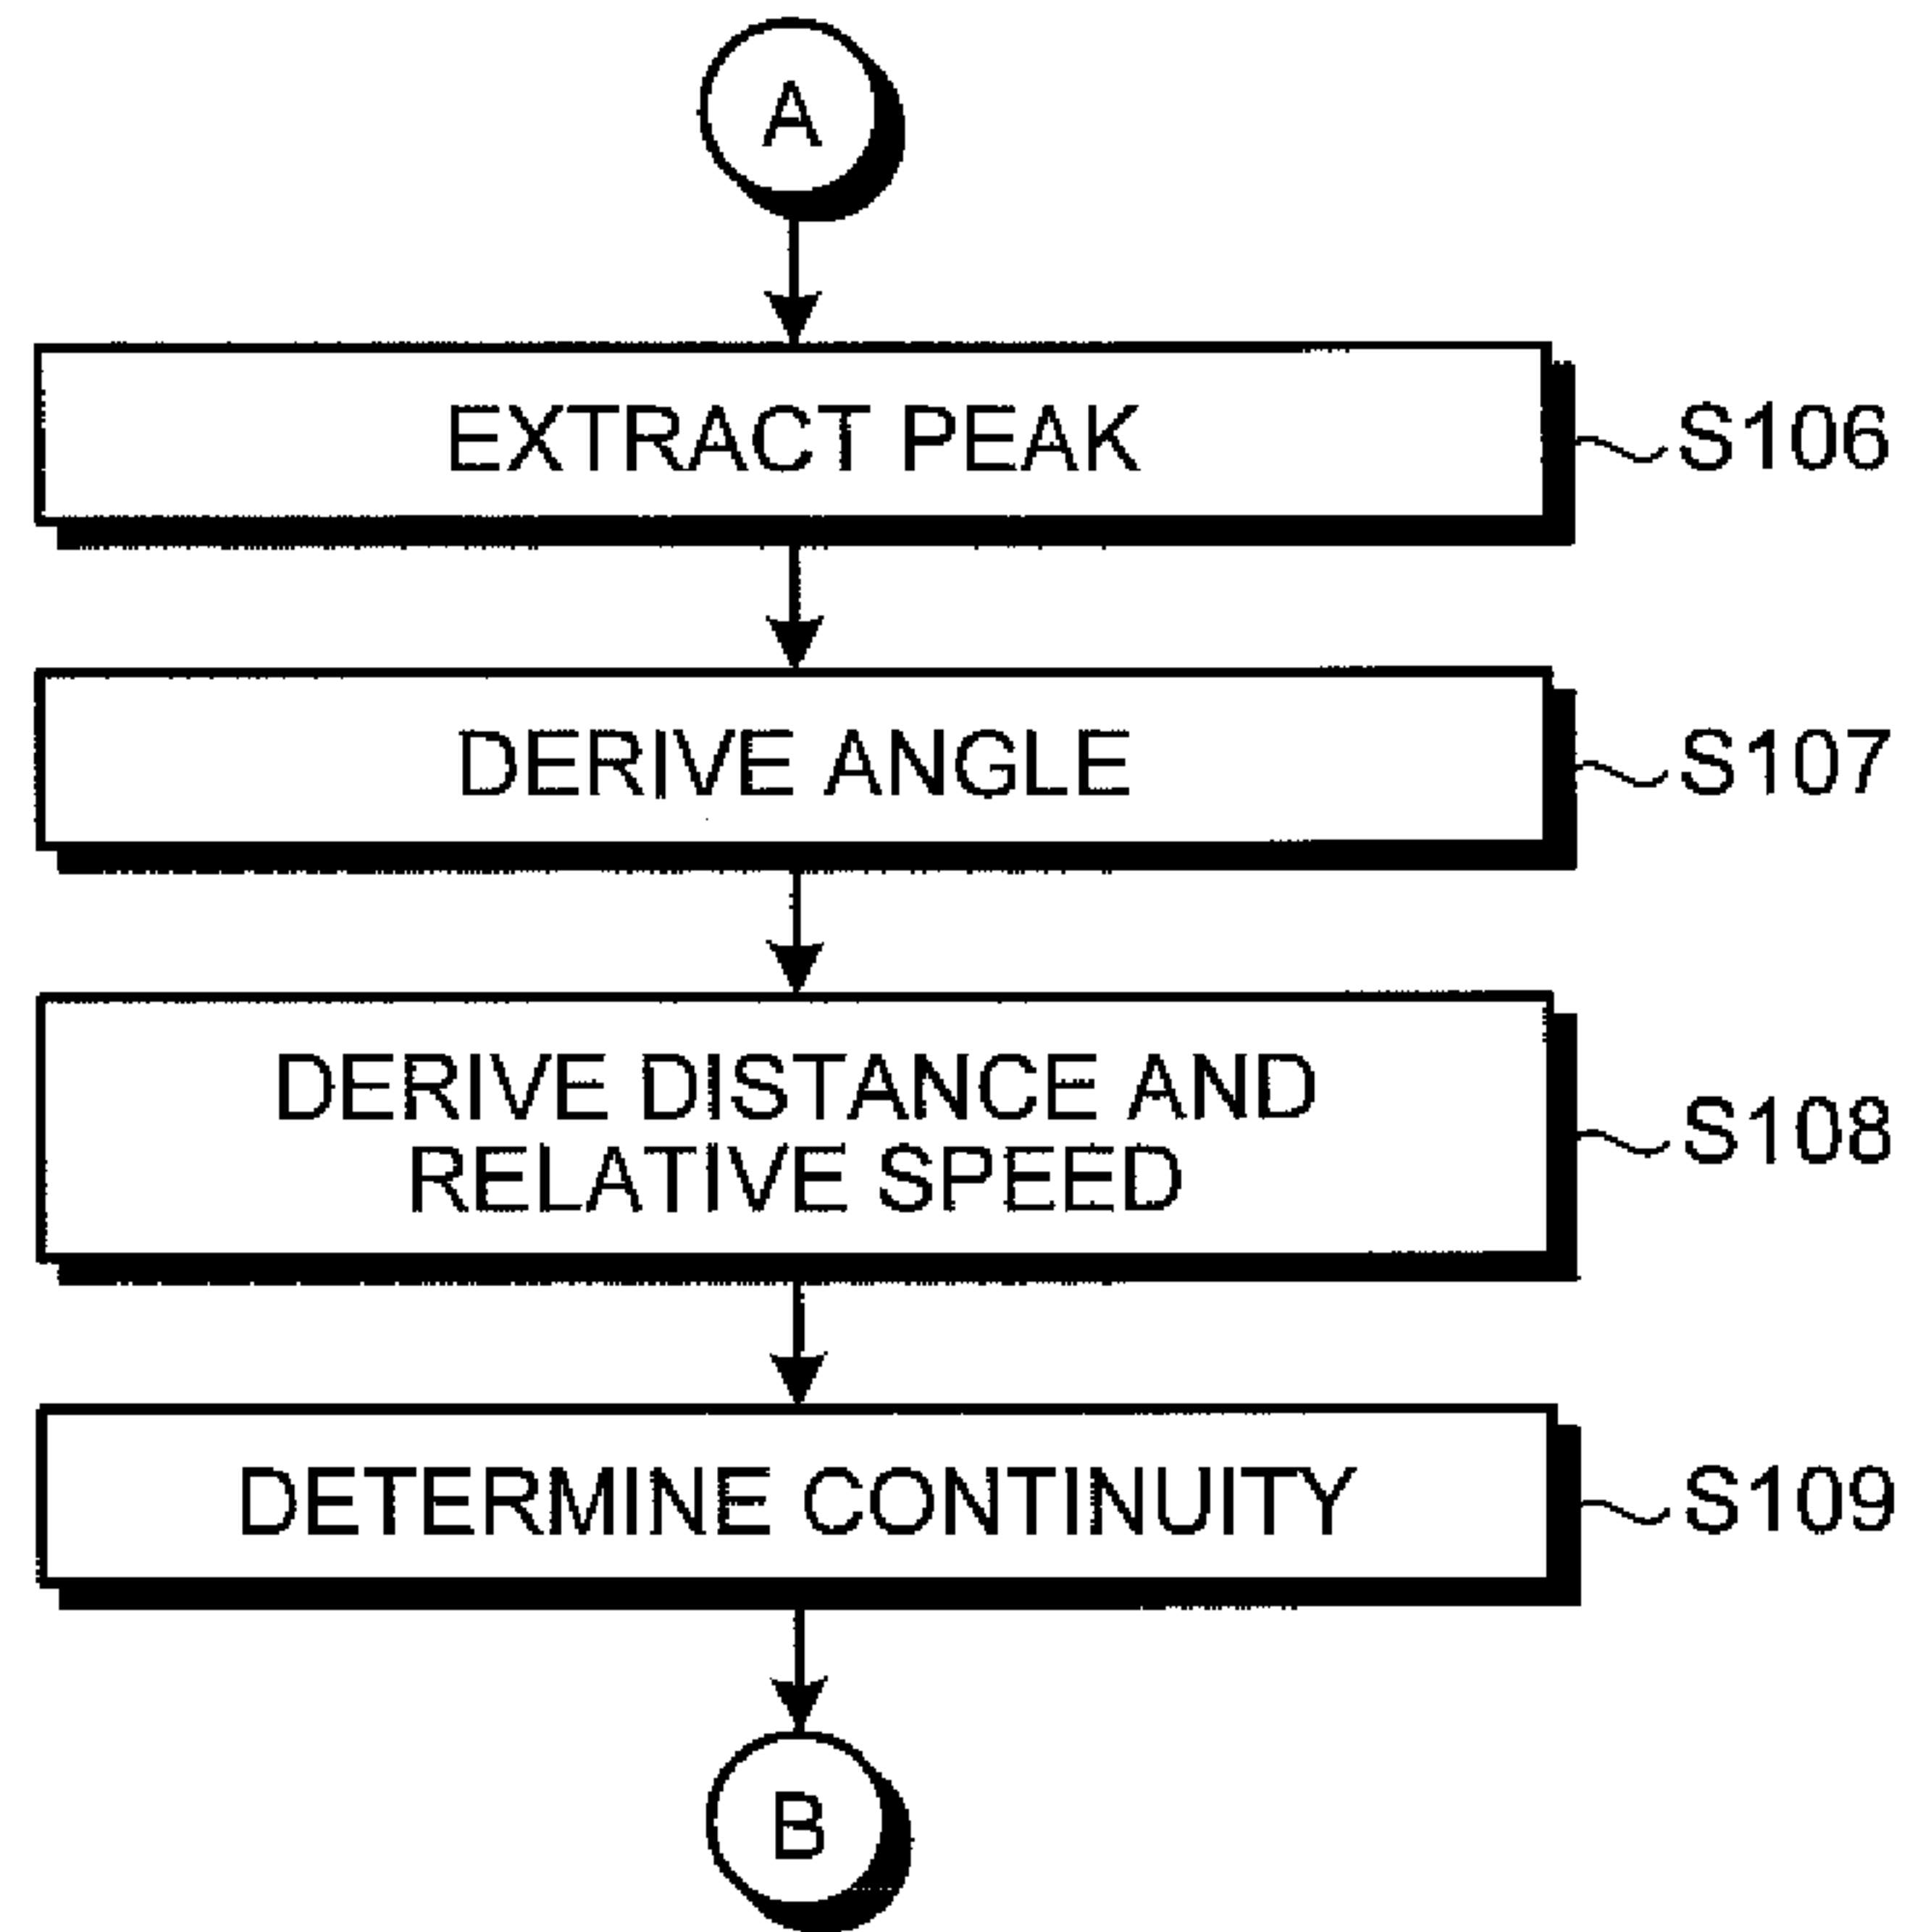 A
EXTRACT PEAK
S106
DERIVE ANGLE
S107
DERIVE DISTANCE AND
RELATIVE SPEED
S108
DETERMINE CONTINUITY
S109
B